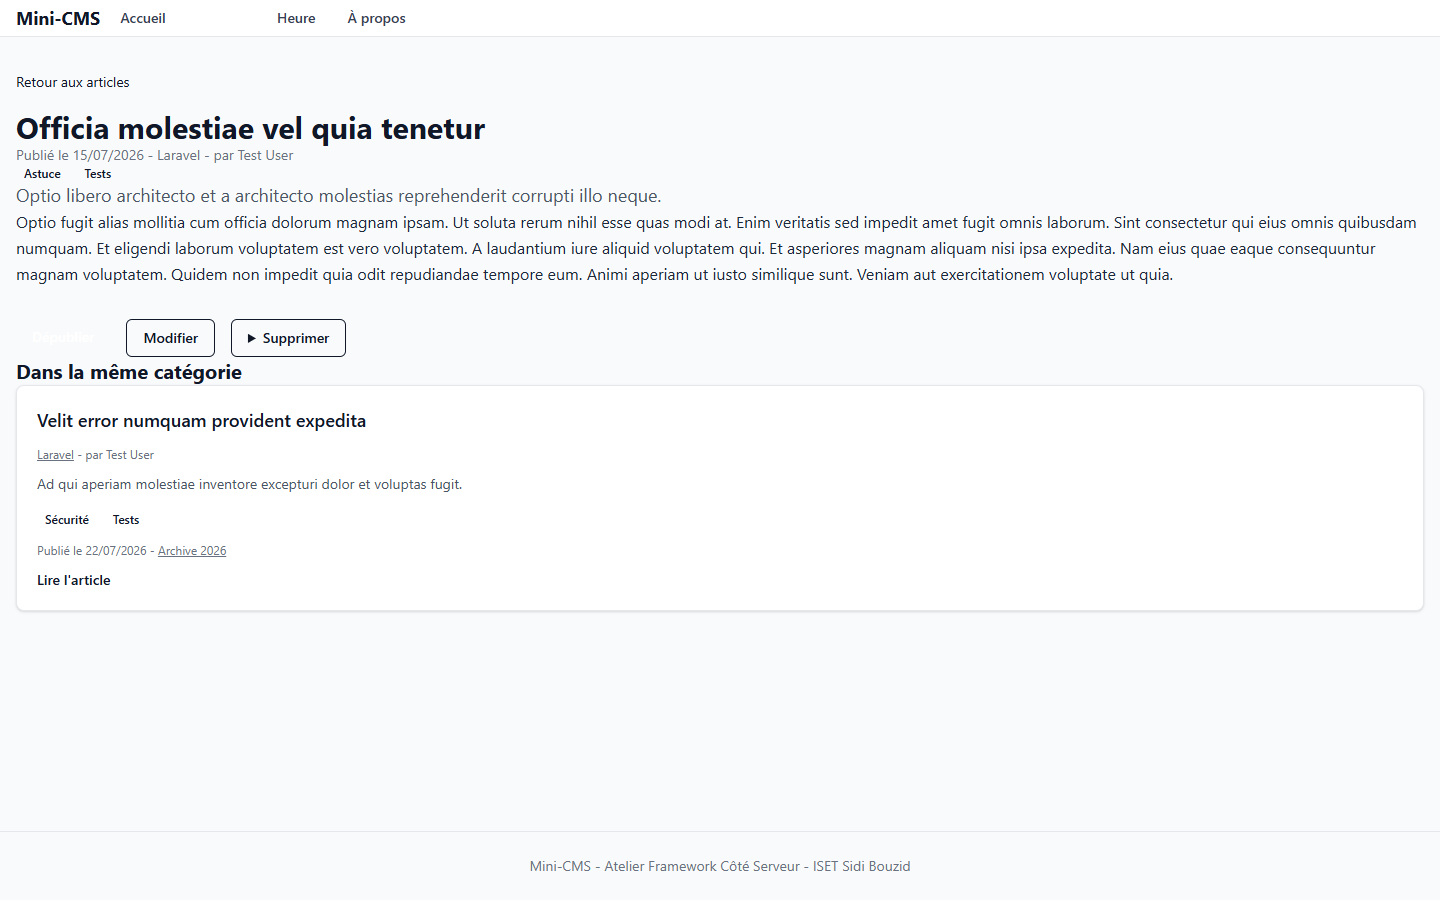 Mini-CMS Accueil Heure À propos
Retour aux articles
Officia molestiae vel quia tenetur
Publié le 15/07/2026 - Laravel - par Test User
Astuce Tests
Optio libero architecto et a architecto molestias reprehenderit corrupti illo neque.
Optio fugit alias mollitia cum officia dolorum magnam ipsam. Ut soluta rerum nihil esse quas modi at. Enim veritatis sed impedit amet fugit omnis laborum. Sint consectetur qui eius omnis quibusdam
numquam. Et eligendi laborum voluptatem est vero voluptatem. A laudantium iure aliquid voluptatem qui. Et asperiores magnam aliquam nisi ipsa expedita. Nam eius quae eaque consequuntur
magnam voluptatem. Quidem non impedit quia odit repudiandae tempore eum. Animi aperiam ut iusto similique sunt. Veniam aut exercitationem voluptate ut quia.
Dépublier Modifier ▶ Supprimer
Dans la même catégorie
Velit error numquam provident expedita
Laravel - par Test User
Ad qui aperiam molestiae inventore excepturi dolor et voluptas fugit.
Sécurité Tests
Publié le 22/07/2026 - Archive 2026
Lire l'article
Mini-CMS - Atelier Framework Côté Serveur - ISET Sidi Bouzid